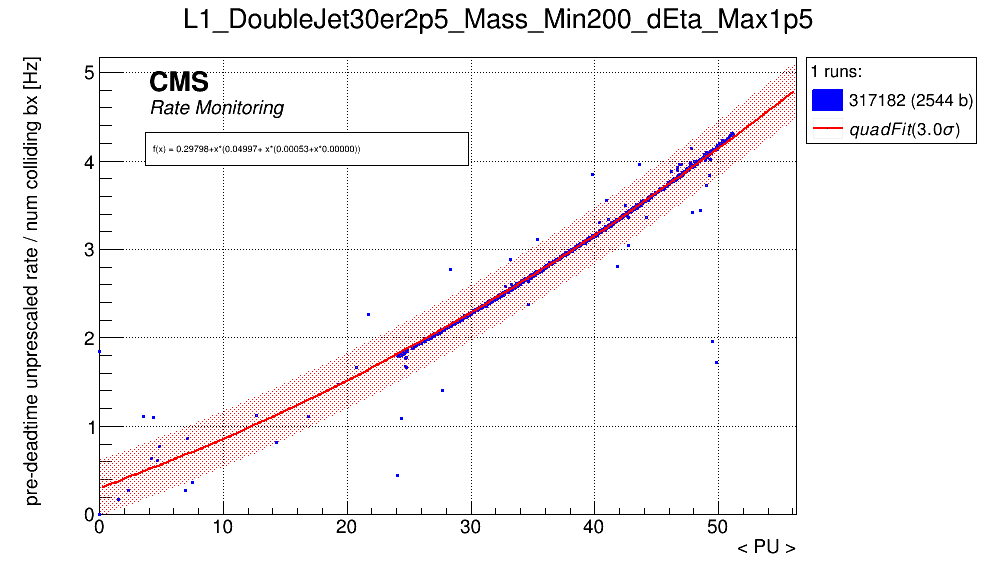 L1_DoubleJet30er2p5_Mass_Min200_dEta_Max1p5
pre-deadtime unprescaled rate / num colliding bx [Hz]
5
4
3
2
1
0
CMS
Rate Monitoring
f(x) = 0.29798+x*(0.04997+ x*(0.00053+x*0.00000))
0 10 20 30 40 50
< PU >
1 runs:
317182 (2544 b)
quadFit(3.0σ)